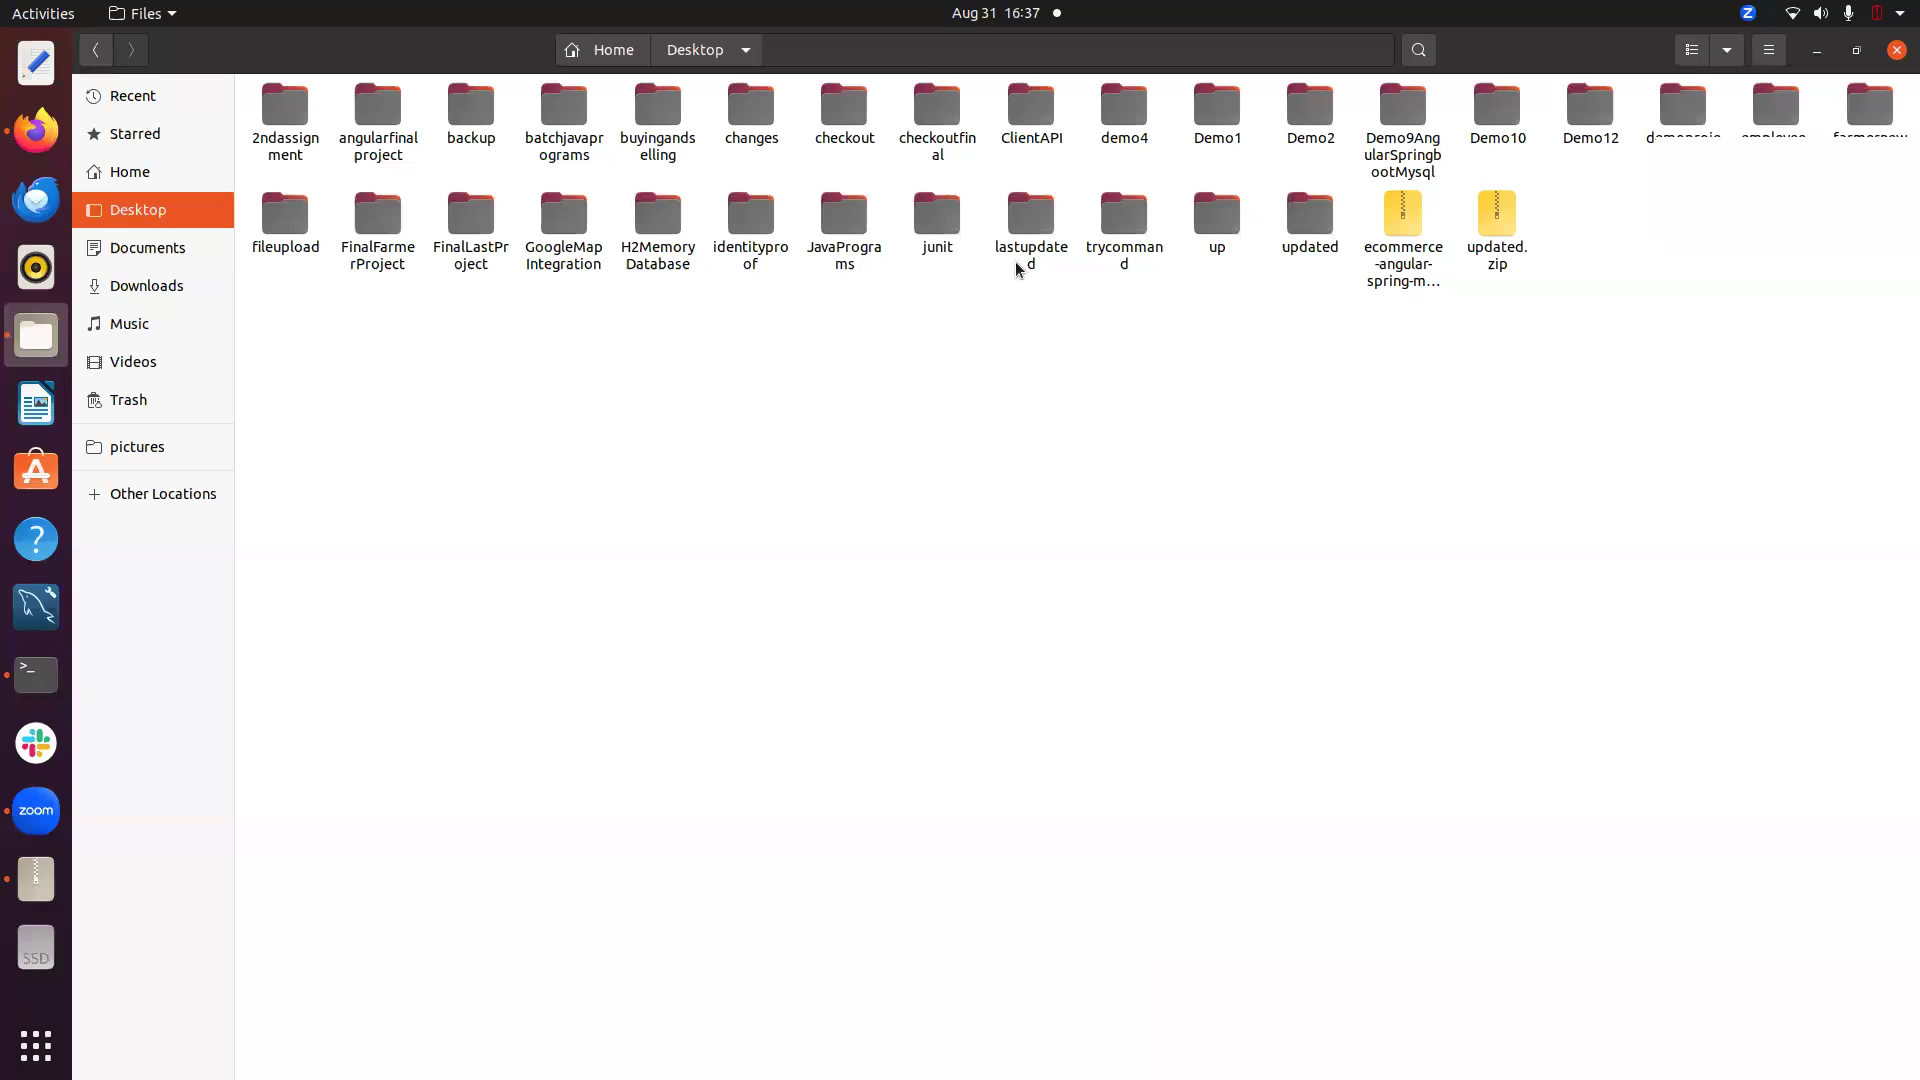 Activities
Files
Aug 31 16:37
Home
Desktop
Recent
Starred
Home
Desktop
Documents
Downloads
Music
Videos
Trash
pictures
Other Locations
2ndassign
ment
angularfinal
project
backup
batchjavapr
ograms
buyingands
elling
changes
checkout
checkoutfin
al
ClientAPI
demo4
Demo1
Demo2
Demo9Ang
ularSpringb
ootMysql
Demo10
Demo12
fileupload
FinalFarme
rProject
FinalLastPr
oject
GoogleMap
Integration
H2Memory
Database
identitypro
of
JavaProgra
ms
junit
lastupdate
d
trycomman
d
up
updated
ecommerce
-angular-
spring-m...
updated.
zip
zoom
SSD